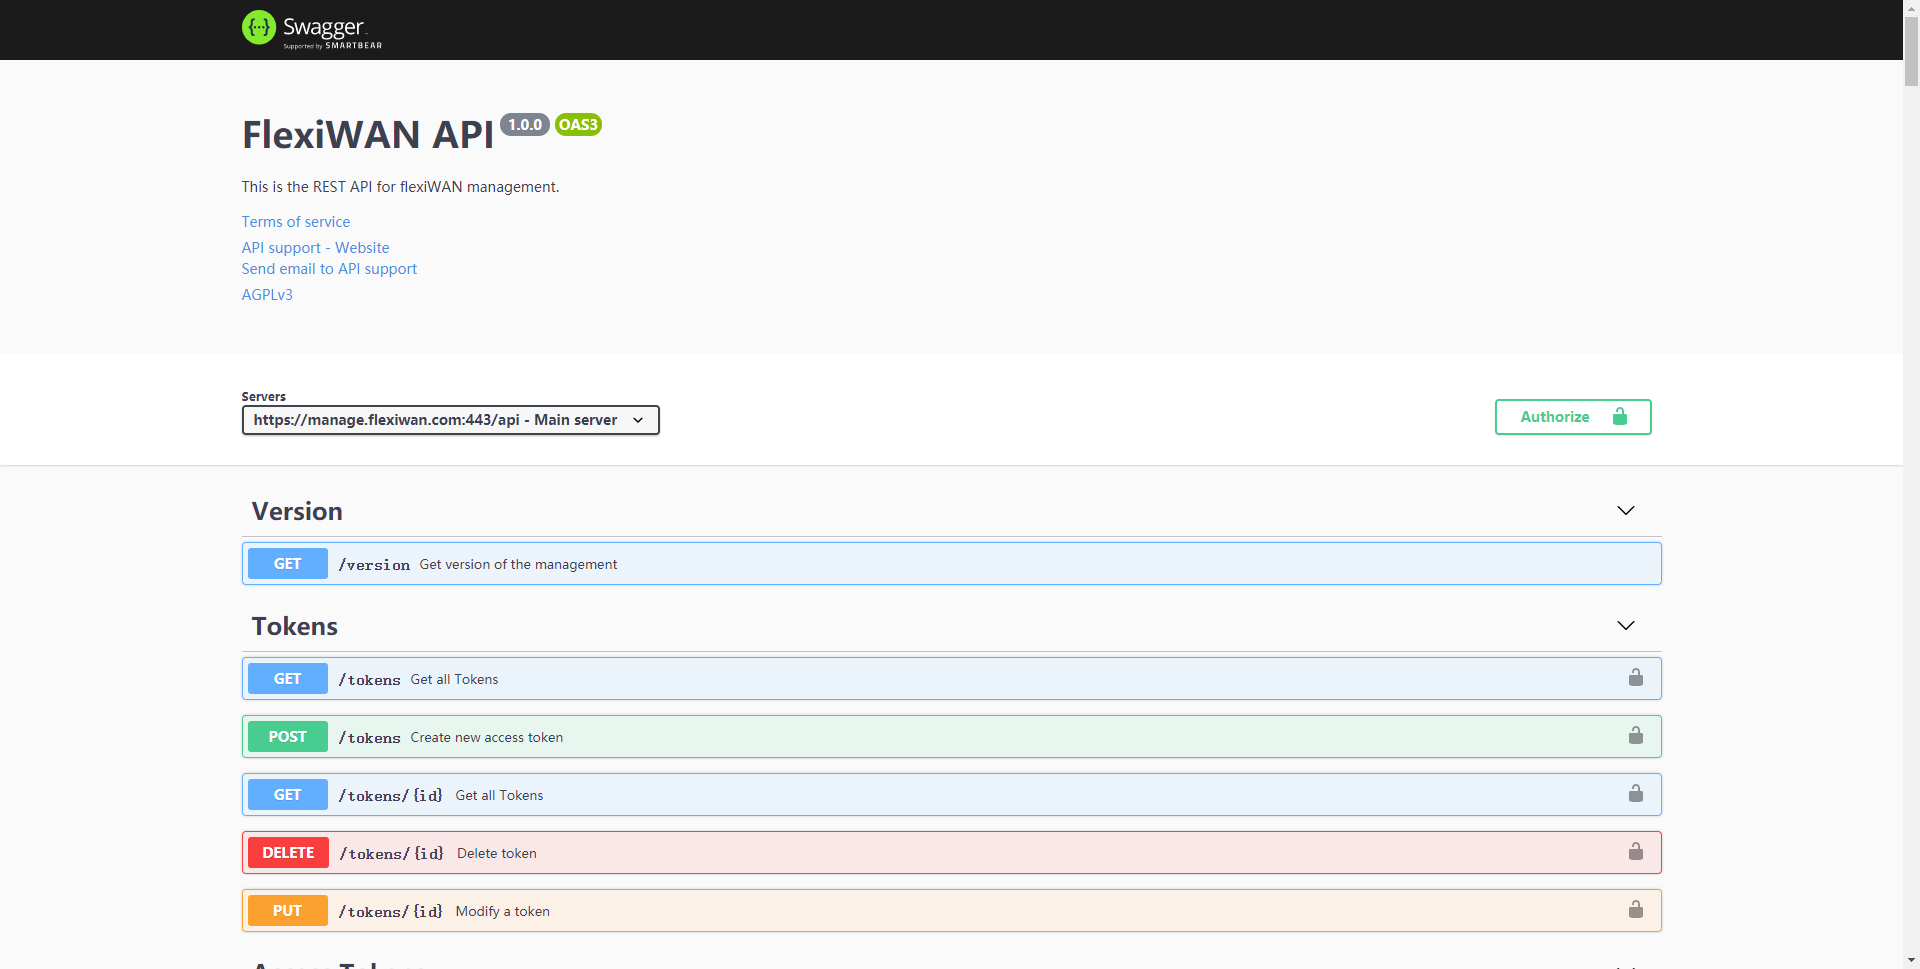 Swagger
Supported by SMARTBEAR
FlexiWAN API 1.0.0 OAS3
This is the REST API for flexiWAN management.
Terms of service
API support - Website
Send email to API support
AGPLv3
Servers
https://manage.flexiwan.com:443/api - Main server
Authorize
Version
GET /version Get version of the management
Tokens
GET /tokens Get all Tokens
POST /tokens Create new access token
GET /tokens/{id} Get all Tokens
DELETE /tokens/{id} Delete token
PUT /tokens/{id} Modify a token